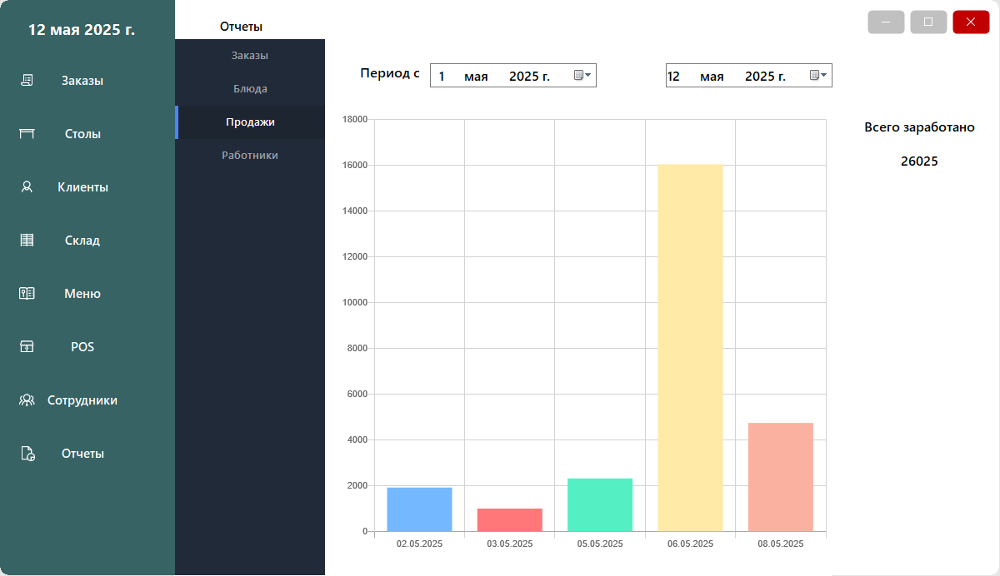 12 мая 2025 г.
Заказы
Столы
Клиенты
Склад
Меню
POS
Сотрудники
Отчеты
Отчеты
Заказы
Блюда
Продажи
Работники
Период с 1 мая 2025 г. 12 мая 2025 г.
18000
16000
14000
12000
10000
8000
6000
4000
2000
0
02.05.2025 03.05.2025 05.05.2025 06.05.2025 08.05.2025
Всего заработано
26025